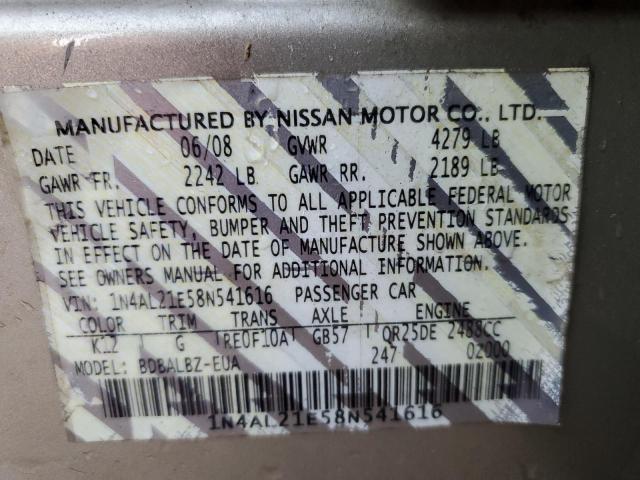 MANUFACTURED BY NISSAN MOTOR CO., LTD.
DATE 06/08 GVWR 4279 LB
GAWR FR. 2242 LB GAWR RR. 2189 LB
THIS VEHICLE CONFORMS TO ALL APPLICABLE FEDERAL MOTOR
VEHICLE SAFETY, BUMPER AND THEFT PREVENTION STANDARDS
IN EFFECT ON THE DATE OF MANUFACTURE SHOWN ABOVE.
SEE OWNERS MANUAL FOR ADDITIONAL INFORMATION.
VIN: 1N4AL21E58N541616 PASSENGER CAR
COLOR TRIM TRANS AXLE ENGINE
K12 G RE0F10A GB57 QR25DE 2488CC
MODEL: BDBALBZ-EUA 247 02000
1N4AL21E58N541616